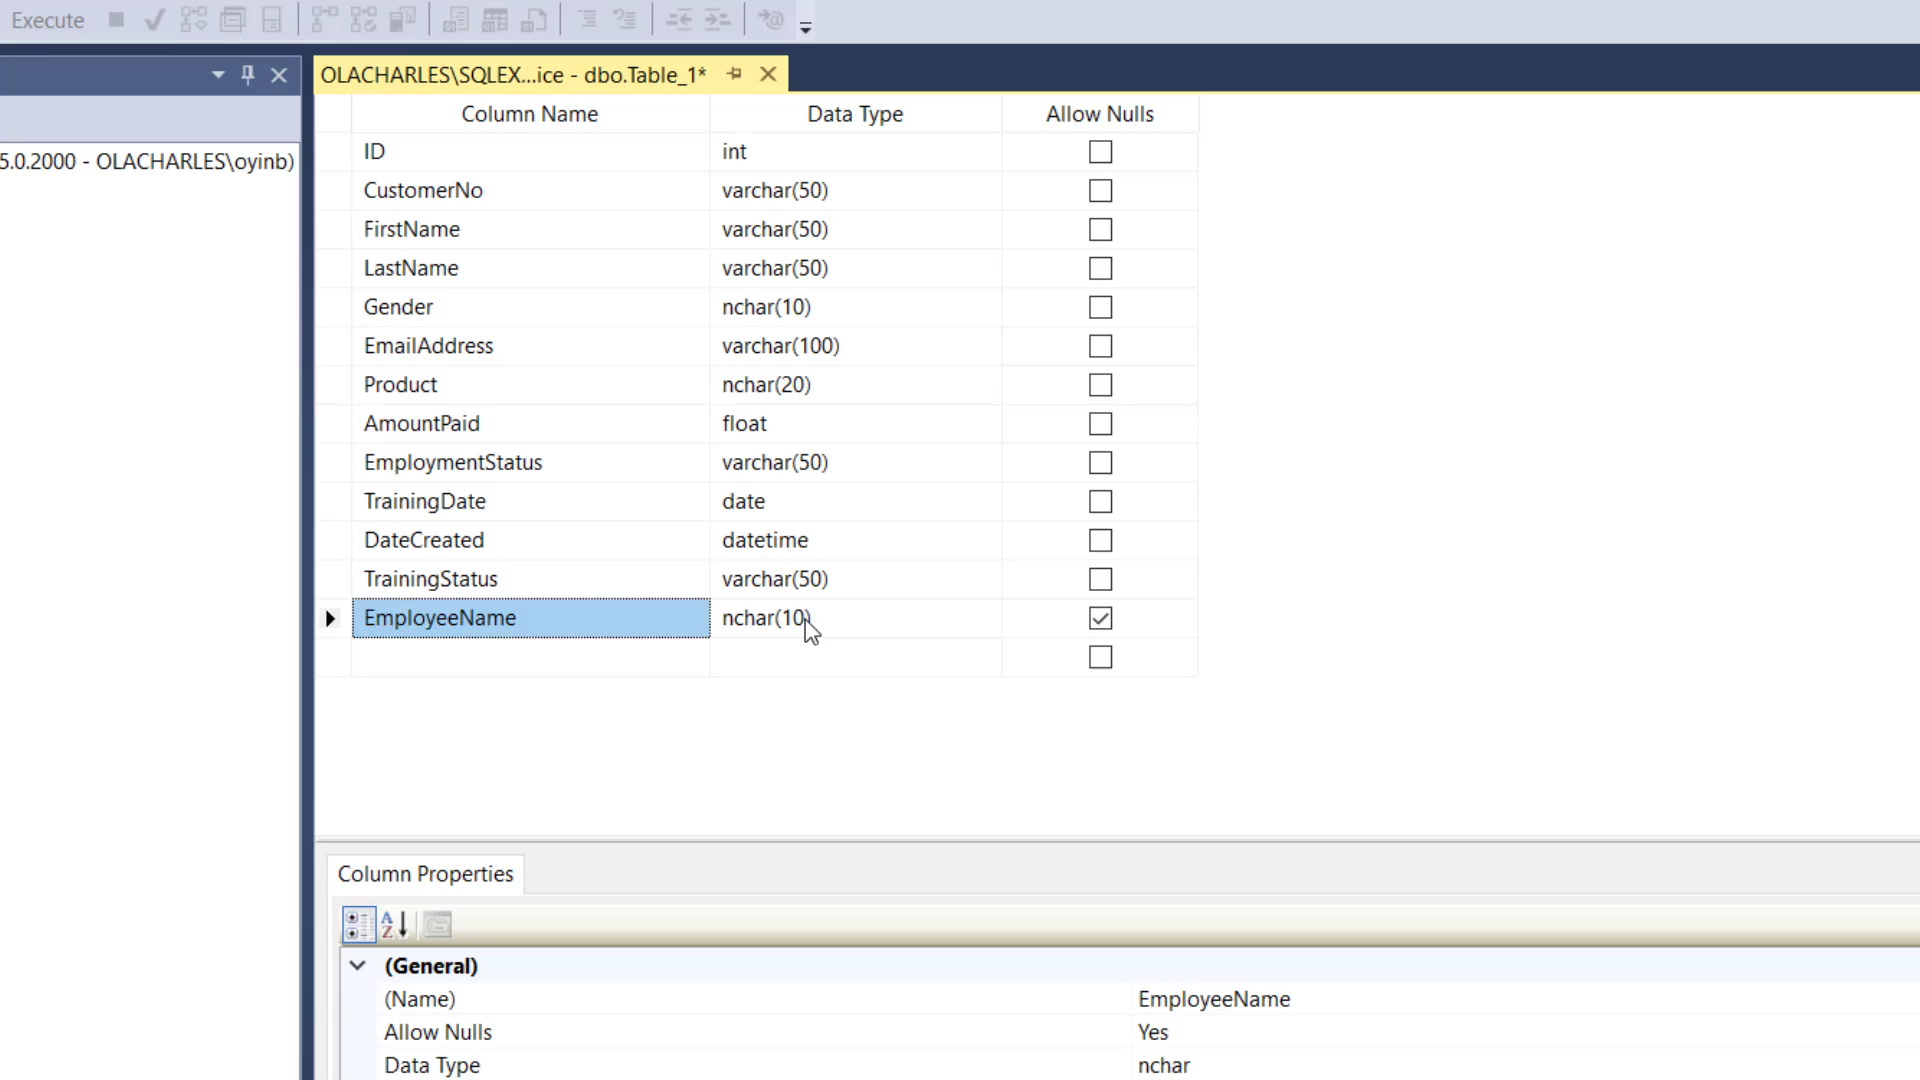 Execute
OLACHARLES\SQLEX...ice - dbo.Table_1*
5.0.2000 - OLACHARLES\oyinb)
Column Name Data Type Allow Nulls
ID int
CustomerNo varchar(50)
FirstName varchar(50)
LastName varchar(50)
Gender nchar(10)
EmailAddress varchar(100)
Product nchar(20)
AmountPaid float
EmploymentStatus varchar(50)
TrainingDate date
DateCreated datetime
TrainingStatus varchar(50)
EmployeeName nchar(10)
Column Properties
(General)
(Name) EmployeeName
Allow Nulls Yes
Data Type nchar